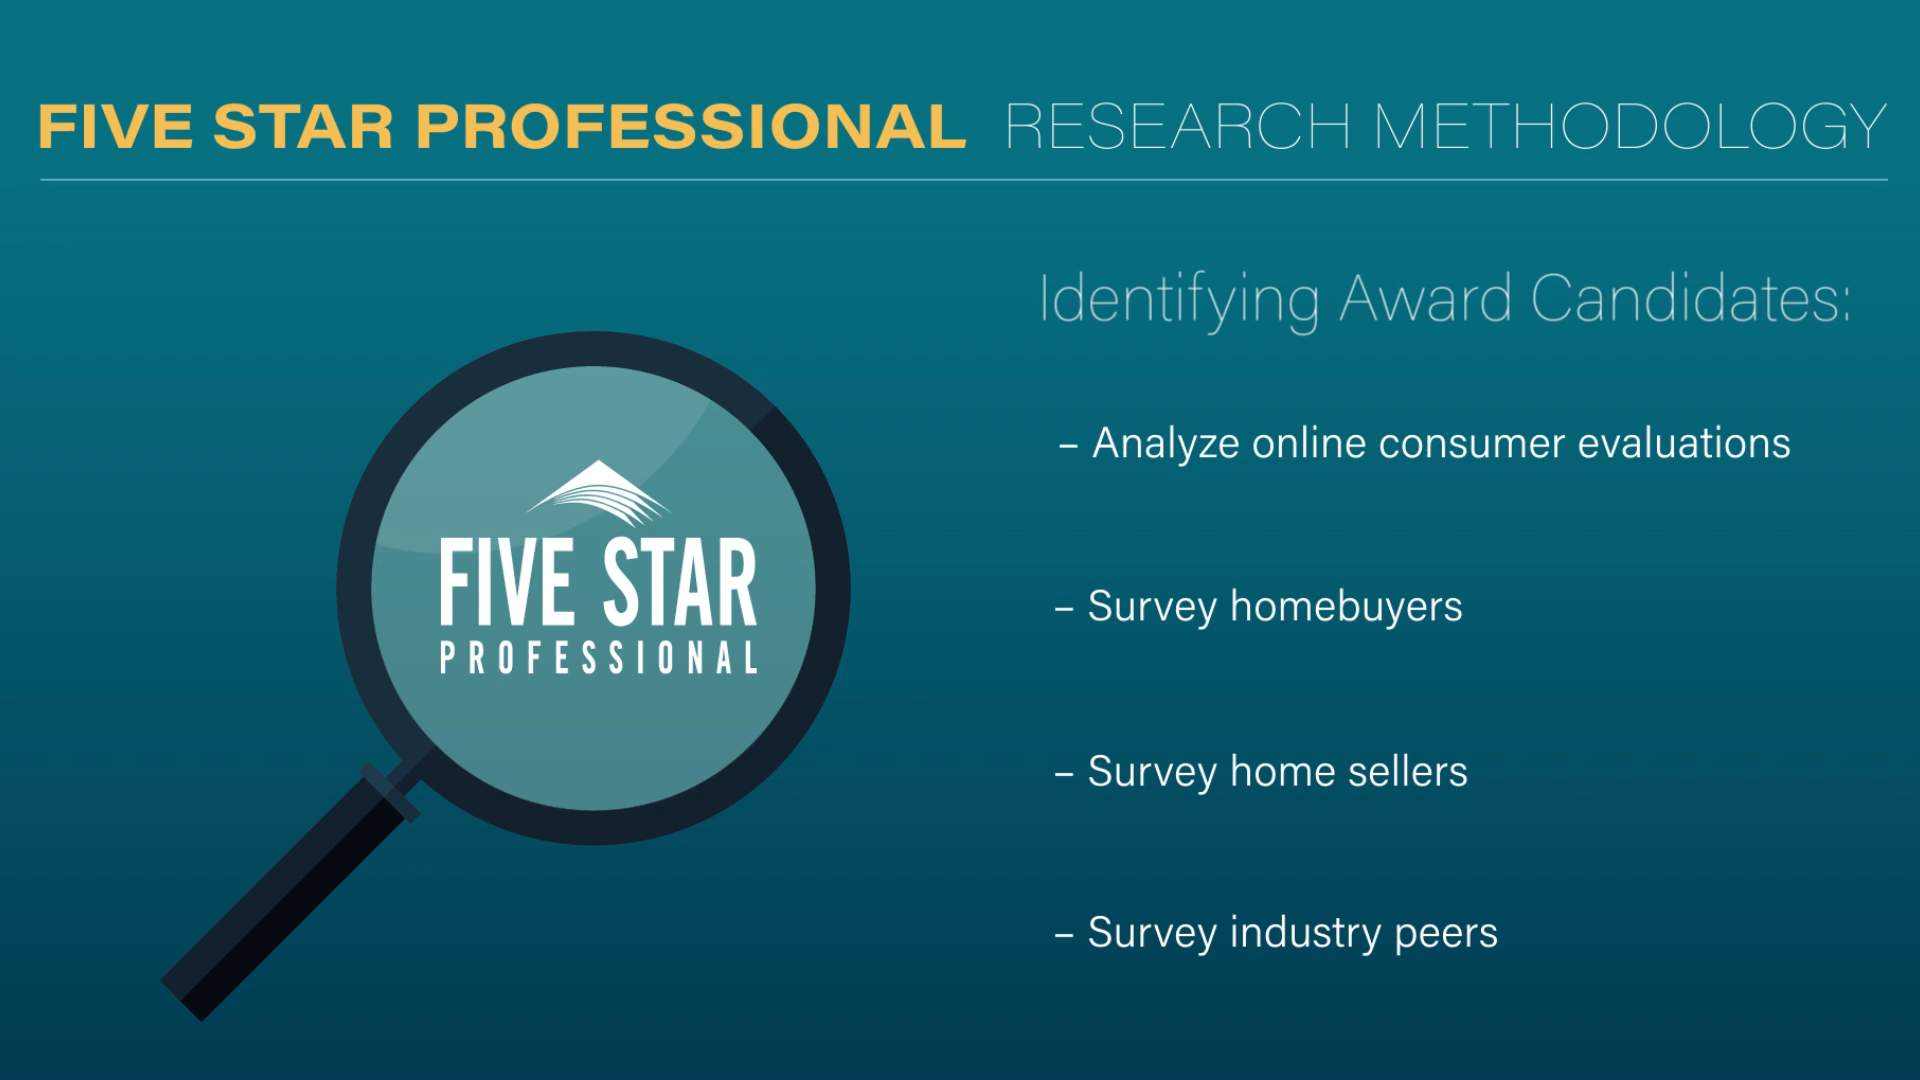 FIVE STAR PROFESSIONAL RESEARCH METHODOLOGY
Identifying Award Candidates:
– Analyze online consumer evaluations
– Survey homebuyers
– Survey home sellers
– Survey industry peers
FIVE STAR
PROFESSIONAL